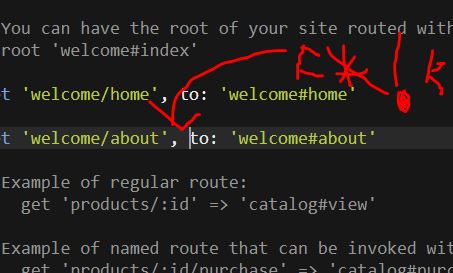 You can have the root of your site routed with
root 'welcome#index'
t 'welcome/home', to: 'welcome#home'
t 'welcome/about', to: 'welcome#about'
Example of regular route:
get 'products/:id' => 'catalog#view'
Example of named route that can be invoked wit
get 'products/:id/purchase' => 'catalog#purc